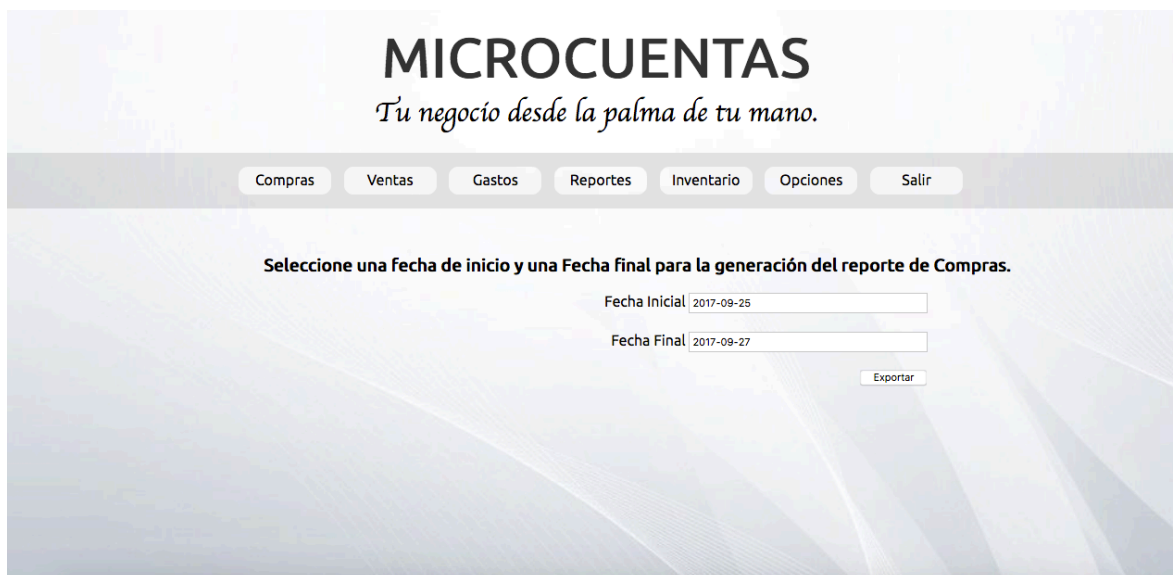 MICROCUENTAS
Tu negocio desde la palma de tu mano.
Compras Ventas Gastos Reportes Inventario Opciones Salir
Seleccione una fecha de inicio y una Fecha final para la generación del reporte de Compras.
Fecha Inicial 2017-09-25
Fecha Final 2017-09-27
Exportar